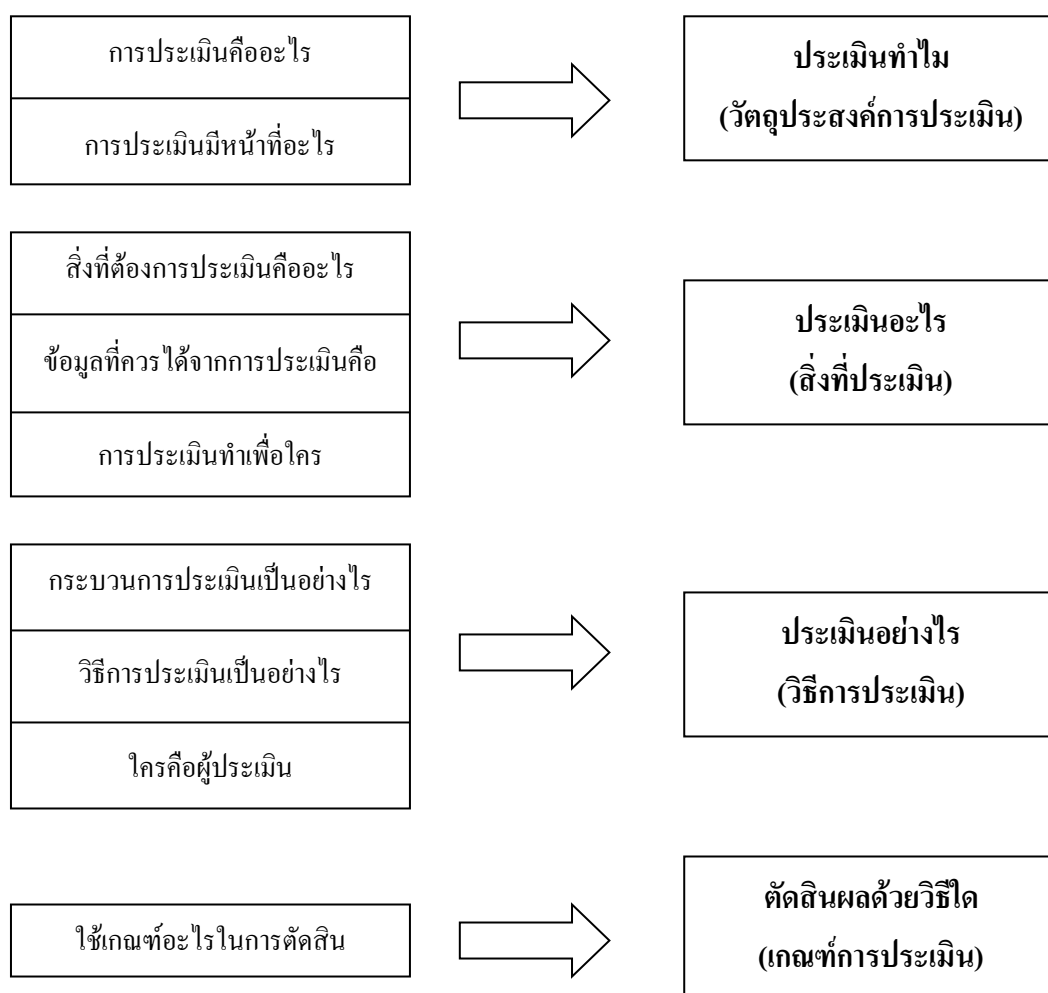 การประเมินคืออะไร
การประเมินมีหน้าที่อะไร
ประเมินทำไม
(วัตถุประสงค์การประเมิน)
สิ่งที่ต้องการประเมินคืออะไร
ข้อมูลที่ควรได้จากการประเมินคือ
การประเมินทำเพื่อใคร
ประเมินอะไร
(สิ่งที่ประเมิน)
กระบวนการประเมินเป็นอย่างไร
วิธีการประเมินเป็นอย่างไร
ใครคือผู้ประเมิน
ประเมินอย่างไร
(วิธีการประเมิน)
ใช้เกณฑ์อะไรในการตัดสิน
ตัดสินผลด้วยวิธีใด
(เกณฑ์การประเมิน)